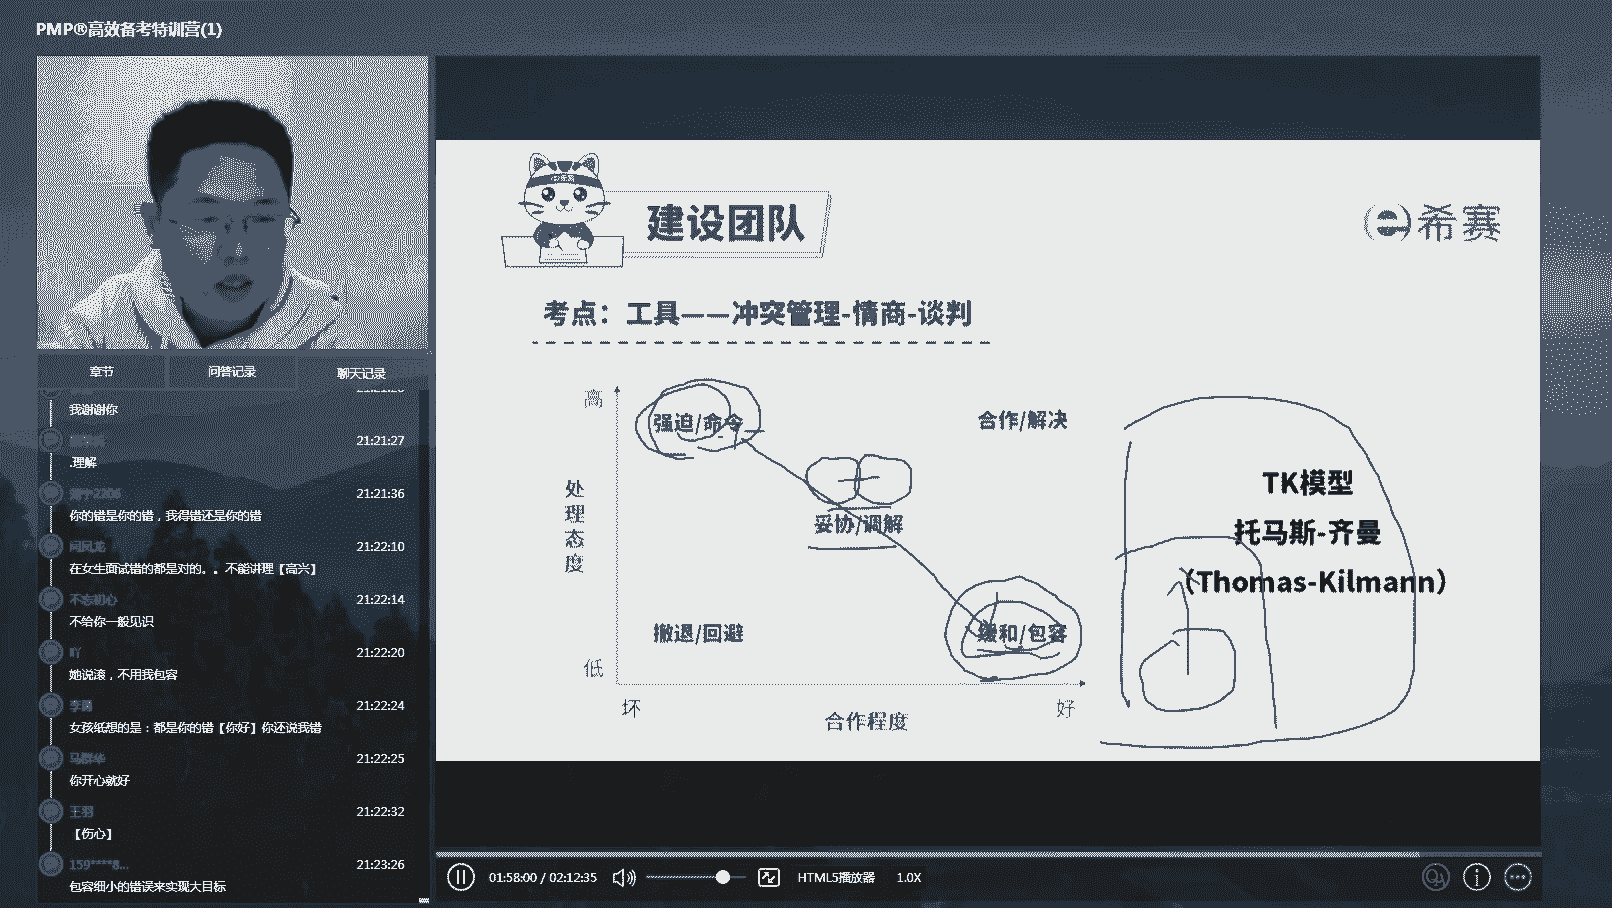 PMP®高效备考特训营(1)
章节
问答记录
聊天记录
我谢谢你
21:21:27
.理解
21:21:36
你的错是你的错，我得错还是你的错
21:22:10
在女生面试错的都是对的。。不能讲理【高兴】
不忘初心
21:22:14
不给你一般见识
吖
21:22:20
她说滚，不用我包容
21:22:24
女孩纸想的是：都是你的错【你好】你还说我错
21:22:25
你开心就好
王羽
21:22:32
【伤心】
159****8...
21:23:26
包容细小的错误来实现大目标
建设团队
希赛
考点：工具——冲突管理-情商-谈判
高
处理态度
低
强迫/命令
合作/解决
妥协/调解
撤退/回避
缓和/包容
坏
合作程度
好
TK模型
托马斯-齐曼
（Thomas-Kilmann）
01:58:00 / 02:12:35
HTML5播放器
1.0X